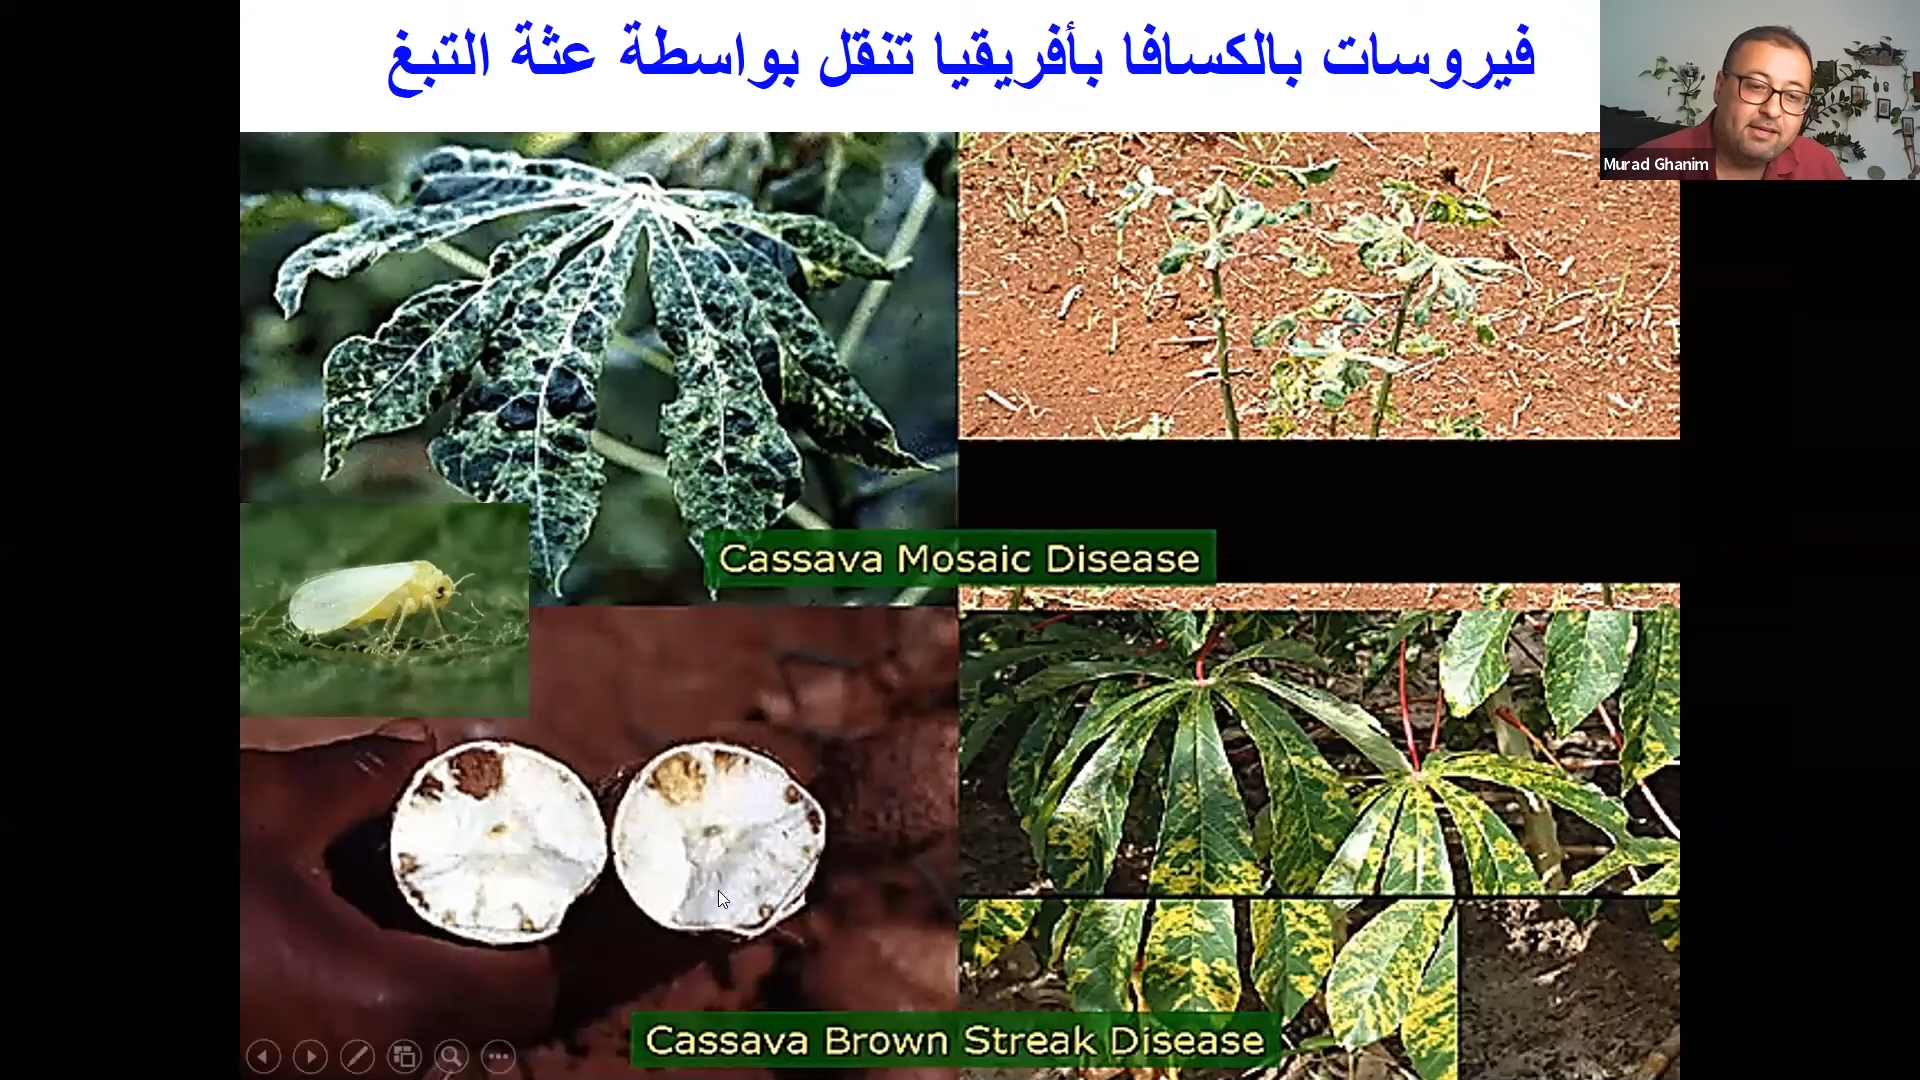 فيروسات بالكسافا بأفريقيا تنقل بواسطة عثة التبغ
Murad Ghanim
Cassava Mosaic Disease
Cassava Brown Streak Disease